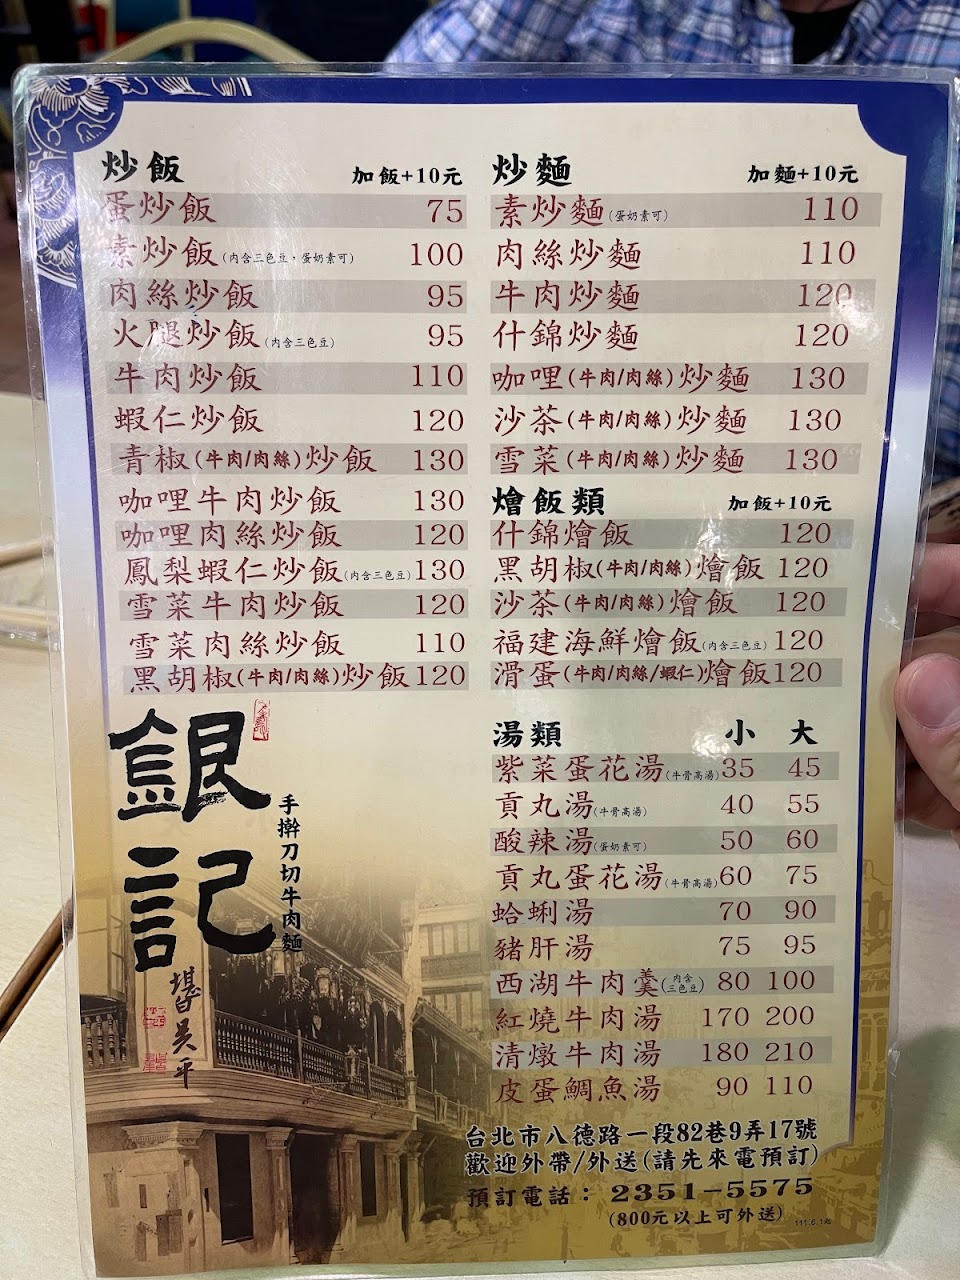 炒飯 加飯+10元
蛋炒飯 75
素炒飯(內含三色豆,蛋奶素可) 100
肉絲炒飯 95
火腿炒飯(內含三色豆) 95
牛肉炒飯 110
蝦仁炒飯 120
青椒(牛肉/肉絲)炒飯 130
咖哩牛肉炒飯 130
咖哩肉絲炒飯 120
鳳梨蝦仁炒飯(內含三色豆) 130
雪菜牛肉炒飯 120
雪菜肉絲炒飯 110
黑胡椒(牛肉/肉絲)炒飯 120
銀記
手擀刀切牛肉麵
炒麵 加麵+10元
素炒麵(蛋奶素可) 110
肉絲炒麵 110
牛肉炒麵 120
什錦炒麵 120
咖哩(牛肉/肉絲)炒麵 130
沙茶(牛肉/肉絲)炒麵 130
雪菜(牛肉/肉絲)炒麵 130
燴飯類 加飯+10元
什錦燴飯 120
黑胡椒(牛肉/肉絲)燴飯 120
沙茶(牛肉/肉絲)燴飯 120
福建海鮮燴飯(內含三色豆) 120
滑蛋(牛肉/肉絲/蝦仁)燴飯 120
湯類 小 大
紫菜蛋花湯(牛骨高湯) 35 45
貢丸湯(牛骨高湯) 40 55
酸辣湯(蛋奶素可) 50 60
貢丸蛋花湯(牛骨高湯) 60 75
蛤蜊湯 70 90
豬肝湯 75 95
西湖牛肉羹(內含三色豆) 80 100
紅燒牛肉湯 170 200
清燉牛肉湯 180 210
皮蛋鯛魚湯 90 110
台北市八德路一段82巷9弄17號
歡迎外帶/外送(請先來電預訂)
預訂電話：2351-5575
(800元以上可外送)
111.6.1起